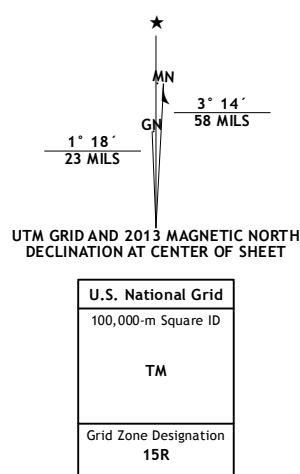 ★
MN
3° 14´
58 MILS
GN
1° 18´
23 MILS
UTM GRID AND 2013 MAGNETIC NORTH
DECLINATION AT CENTER OF SHEET
U.S. National Grid
100,000-m Square ID
TM
Grid Zone Designation
15R